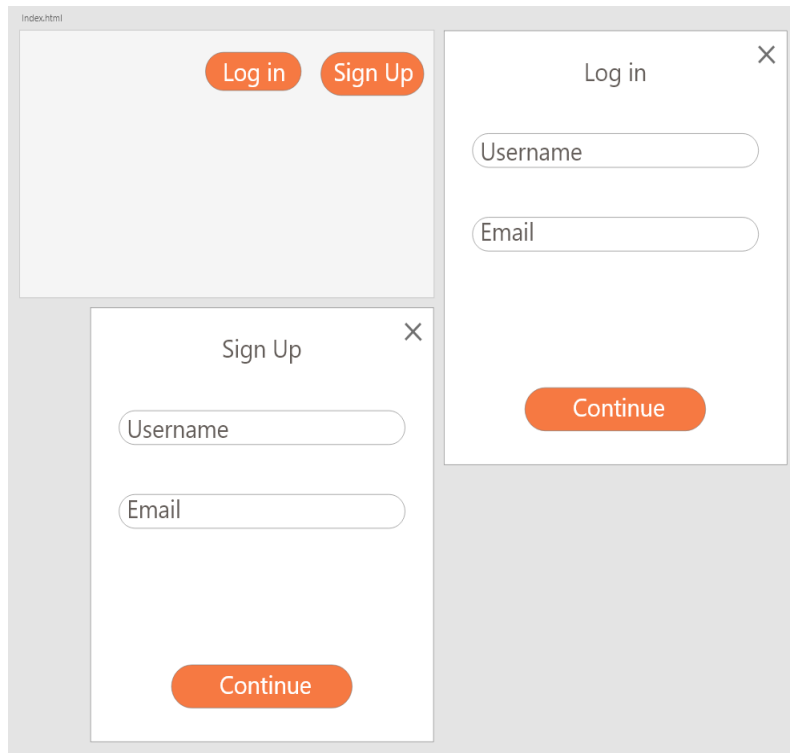 Index.html
Log in
Sign Up
Log in
Username
Email
Continue
Sign Up
Username
Email
Continue